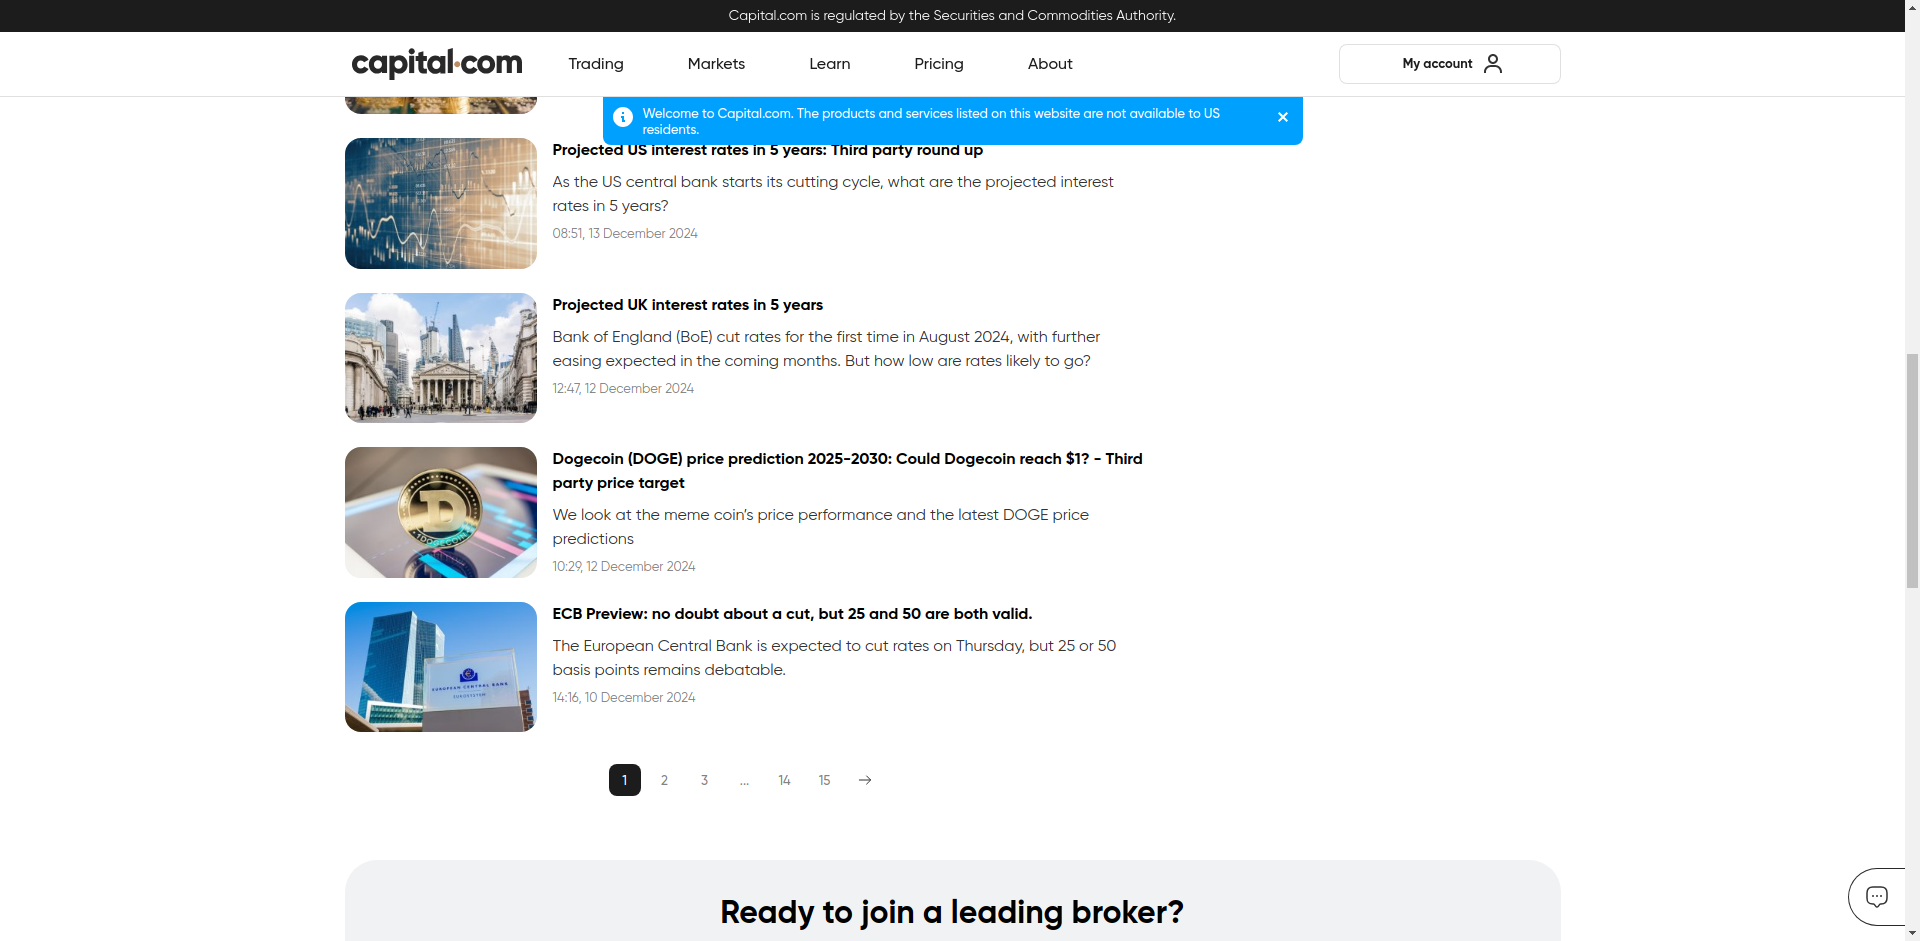 Capital.com is regulated by the Securities and Commodities Authority.
capital.com
Trading
Markets
Learn
Pricing
About
My account
Welcome to Capital.com. The products and services listed on this website are not available to US
residents.
Projected US interest rates in 5 years: Third party round up
As the US central bank starts its cutting cycle, what are the projected interest
rates in 5 years?
08:51, 13 December 2024
Projected UK interest rates in 5 years
Bank of England (BoE) cut rates for the first time in August 2024, with further
easing expected in the coming months. But how low are rates likely to go?
12:47, 12 December 2024
Dogecoin (DOGE) price prediction 2025-2030: Could Dogecoin reach $1? - Third
party price target
We look at the meme coin’s price performance and the latest DOGE price
predictions
10:29, 12 December 2024
EUROPEAN CENTRAL BANK
EUROSYSTEM
ECB Preview: no doubt about a cut, but 25 and 50 are both valid.
The European Central Bank is expected to cut rates on Thursday, but 25 or 50
basis points remains debatable.
14:16, 10 December 2024
1
2
3
...
14
15
Ready to join a leading broker?